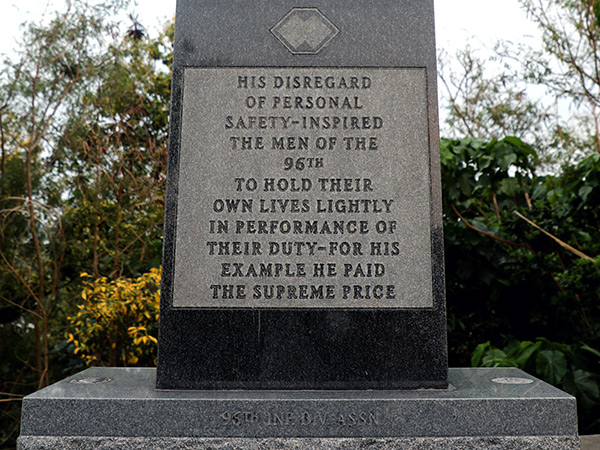 HIS DISREGARD
OF PERSONAL
SAFETY-INSPIRED
THE MEN OF THE
96TH
TO HOLD THEIR
OWN LIVES LIGHTLY
IN PERFORMANCE OF
THEIR DUTY-FOR HIS
EXAMPLE HE PAID
THE SUPREME PRICE
96TH INF. DIV. ASSN.